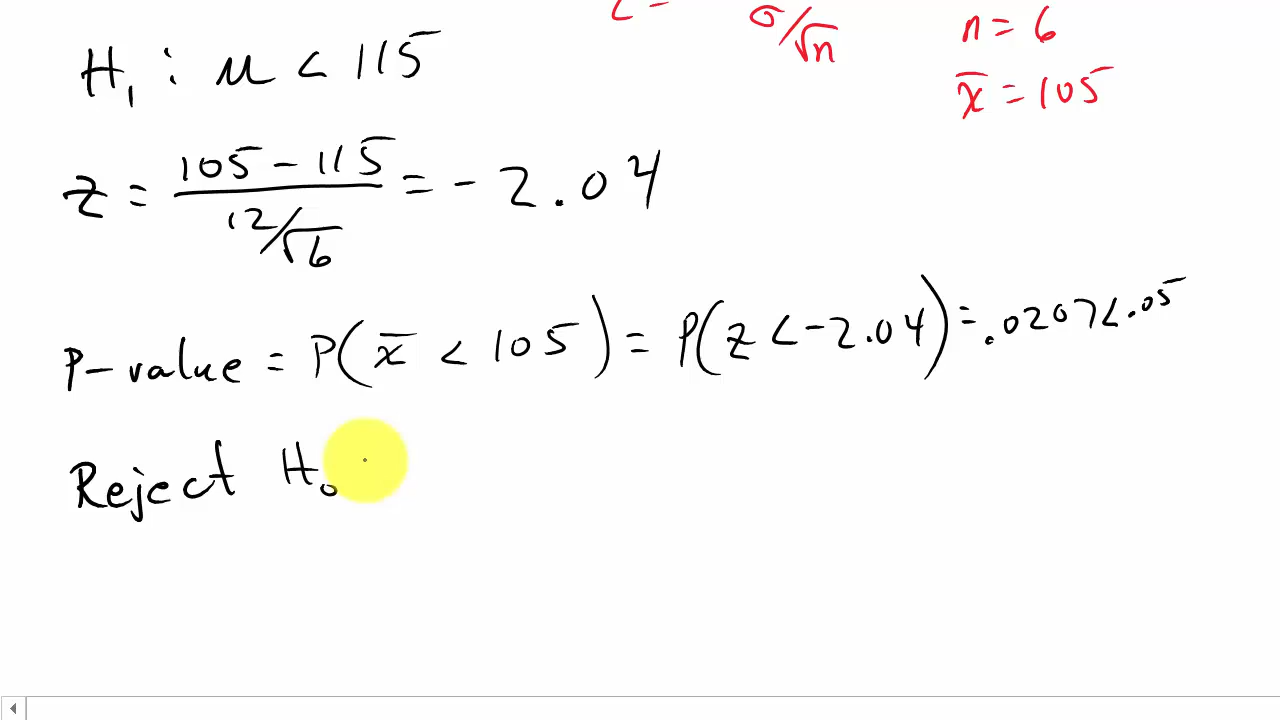 σ/√n
n = 6
H₁ : μ < 115
x̄ = 105
z = (105 - 115)/(12/√6) = -2.04
P-value = P(x̄ < 105) = P(z < -2.04) = .0207 < .05
Reject H₀